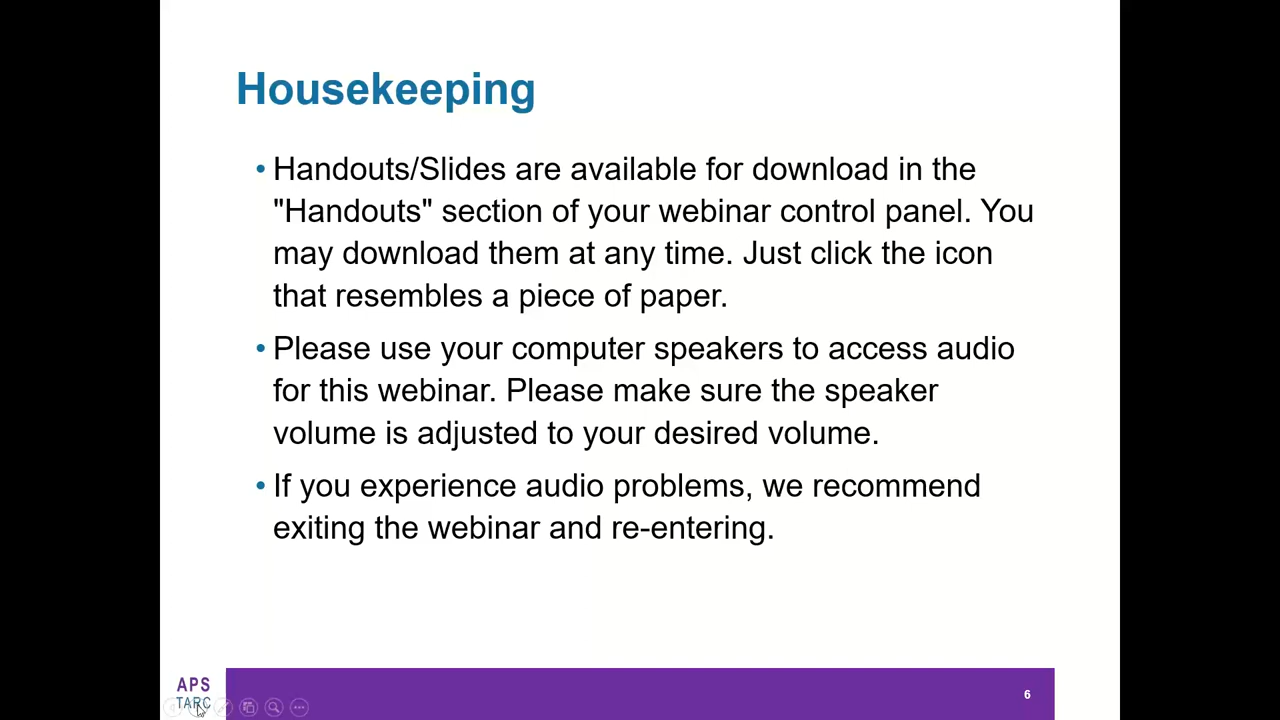 Housekeeping
• Handouts/Slides are available for download in the
"Handouts" section of your webinar control panel. You
may download them at any time. Just click the icon
that resembles a piece of paper.
• Please use your computer speakers to access audio
for this webinar. Please make sure the speaker
volume is adjusted to your desired volume.
• If you experience audio problems, we recommend
exiting the webinar and re-entering.
APS
TARC
6